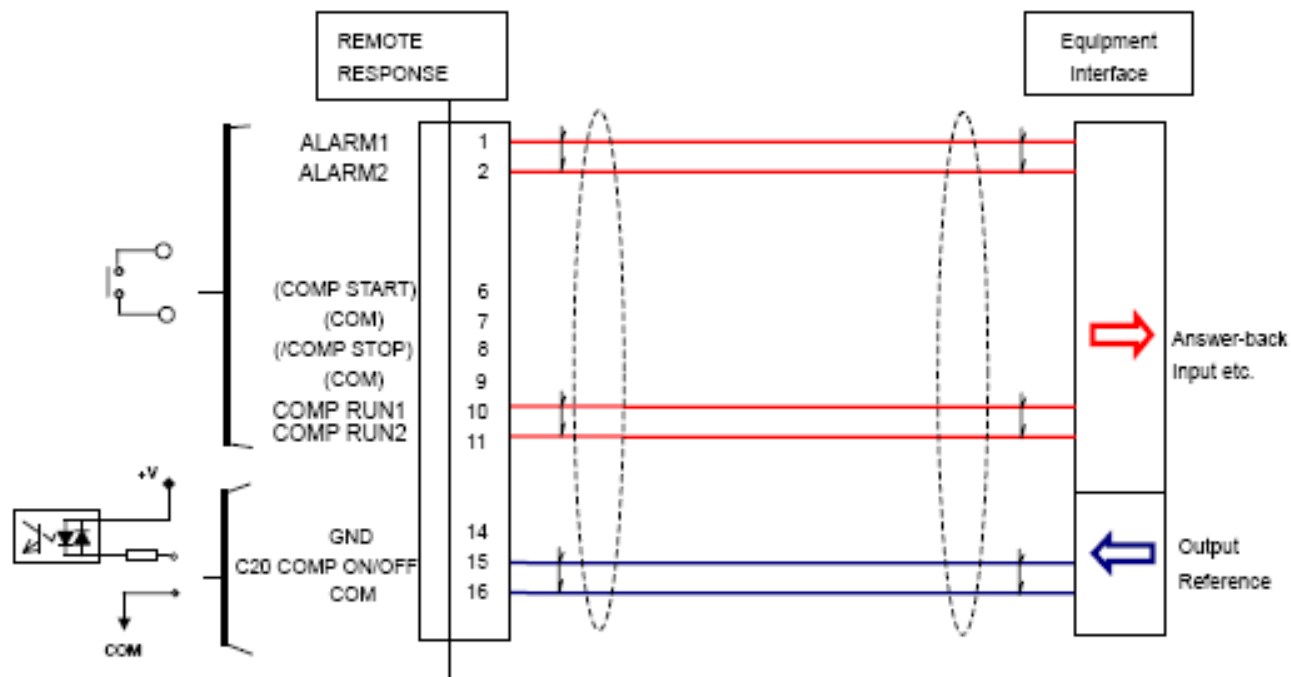 REMOTE
RESPONSE
Equipment
Interface
ALARM1 1
ALARM2 2
(COMP START) 6
(COM) 7
(/COMP STOP) 8
(COM) 9
COMP RUN1 10
COMP RUN2 11
Answer-back
Input etc.
+V
GND 14
C20 COMP ON/OFF 15
COM 16
COM
Output
Reference